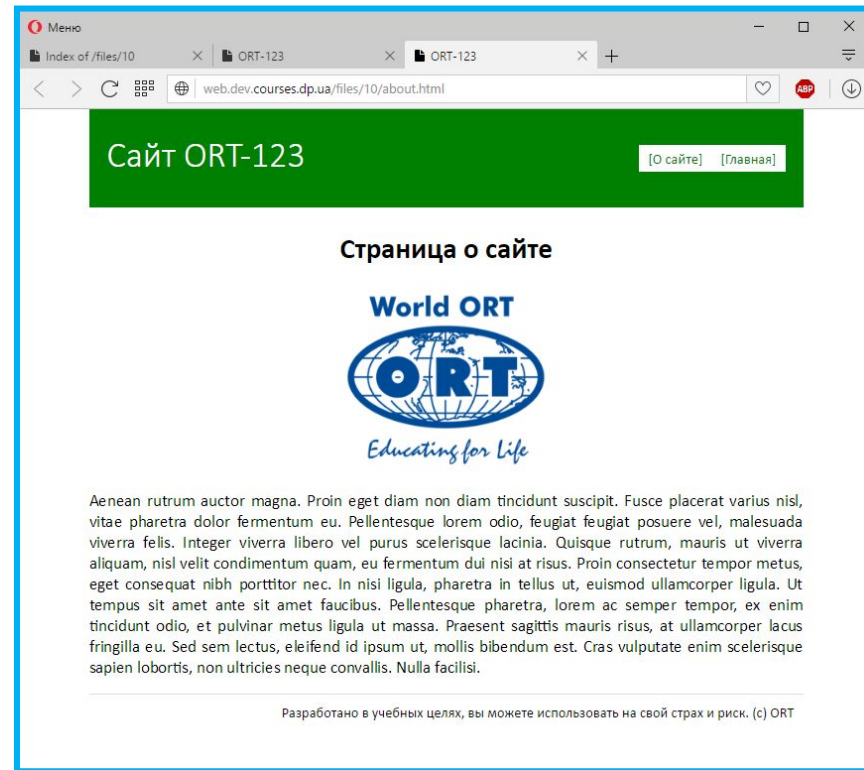 Меню
Index of /files/10
ORT-123
ORT-123
web.dev.courses.dp.ua/files/10/about.html
ABP
Сайт ORT-123
[О сайте] [Главная]
Страница о сайте
World ORT
ORT
Educating for Life
Aenean rutrum auctor magna. Proin eget diam non diam tincidunt suscipit. Fusce placerat varius nisl,
vitae pharetra dolor fermentum eu. Pellentesque lorem odio, feugiat feugiat posuere vel, malesuada
viverra felis. Integer viverra libero vel purus scelerisque lacinia. Quisque rutrum, mauris ut viverra
aliquam, nisl velit condimentum quam, eu fermentum dui nisi at risus. Proin consectetur tempor metus,
eget consequat nibh porttitor nec. In nisi ligula, pharetra in tellus ut, euismod ullamcorper ligula. Ut
tempus sit amet ante sit amet faucibus. Pellentesque pharetra, lorem ac semper tempor, ex enim
tincidunt odio, et pulvinar metus ligula ut massa. Praesent sagittis mauris risus, at ullamcorper lacus
fringilla eu. Sed sem lectus, eleifend id ipsum ut, mollis bibendum est. Cras vulputate enim scelerisque
sapien lobortis, non ultricies neque convallis. Nulla facilisi.
Разработано в учебных целях, вы можете использовать на свой страх и риск. (c) ORT